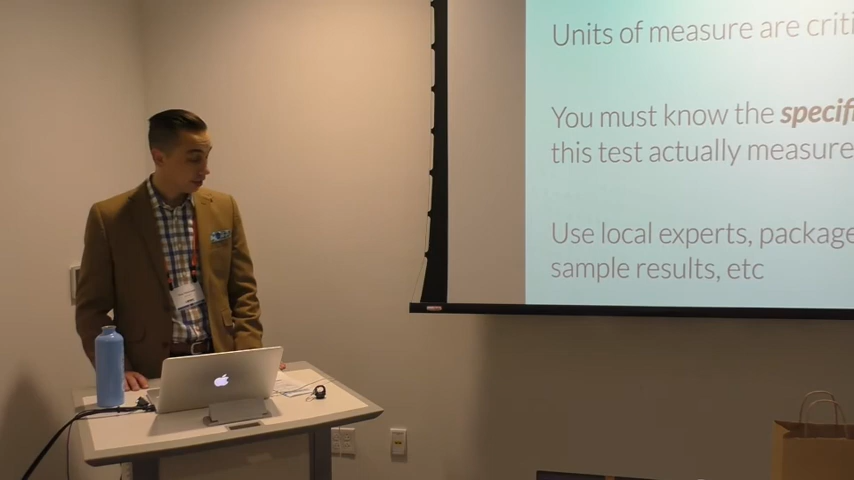 Units of measure are criti
You must know the specifi
this test actually measure
Use local experts, package
sample results, etc